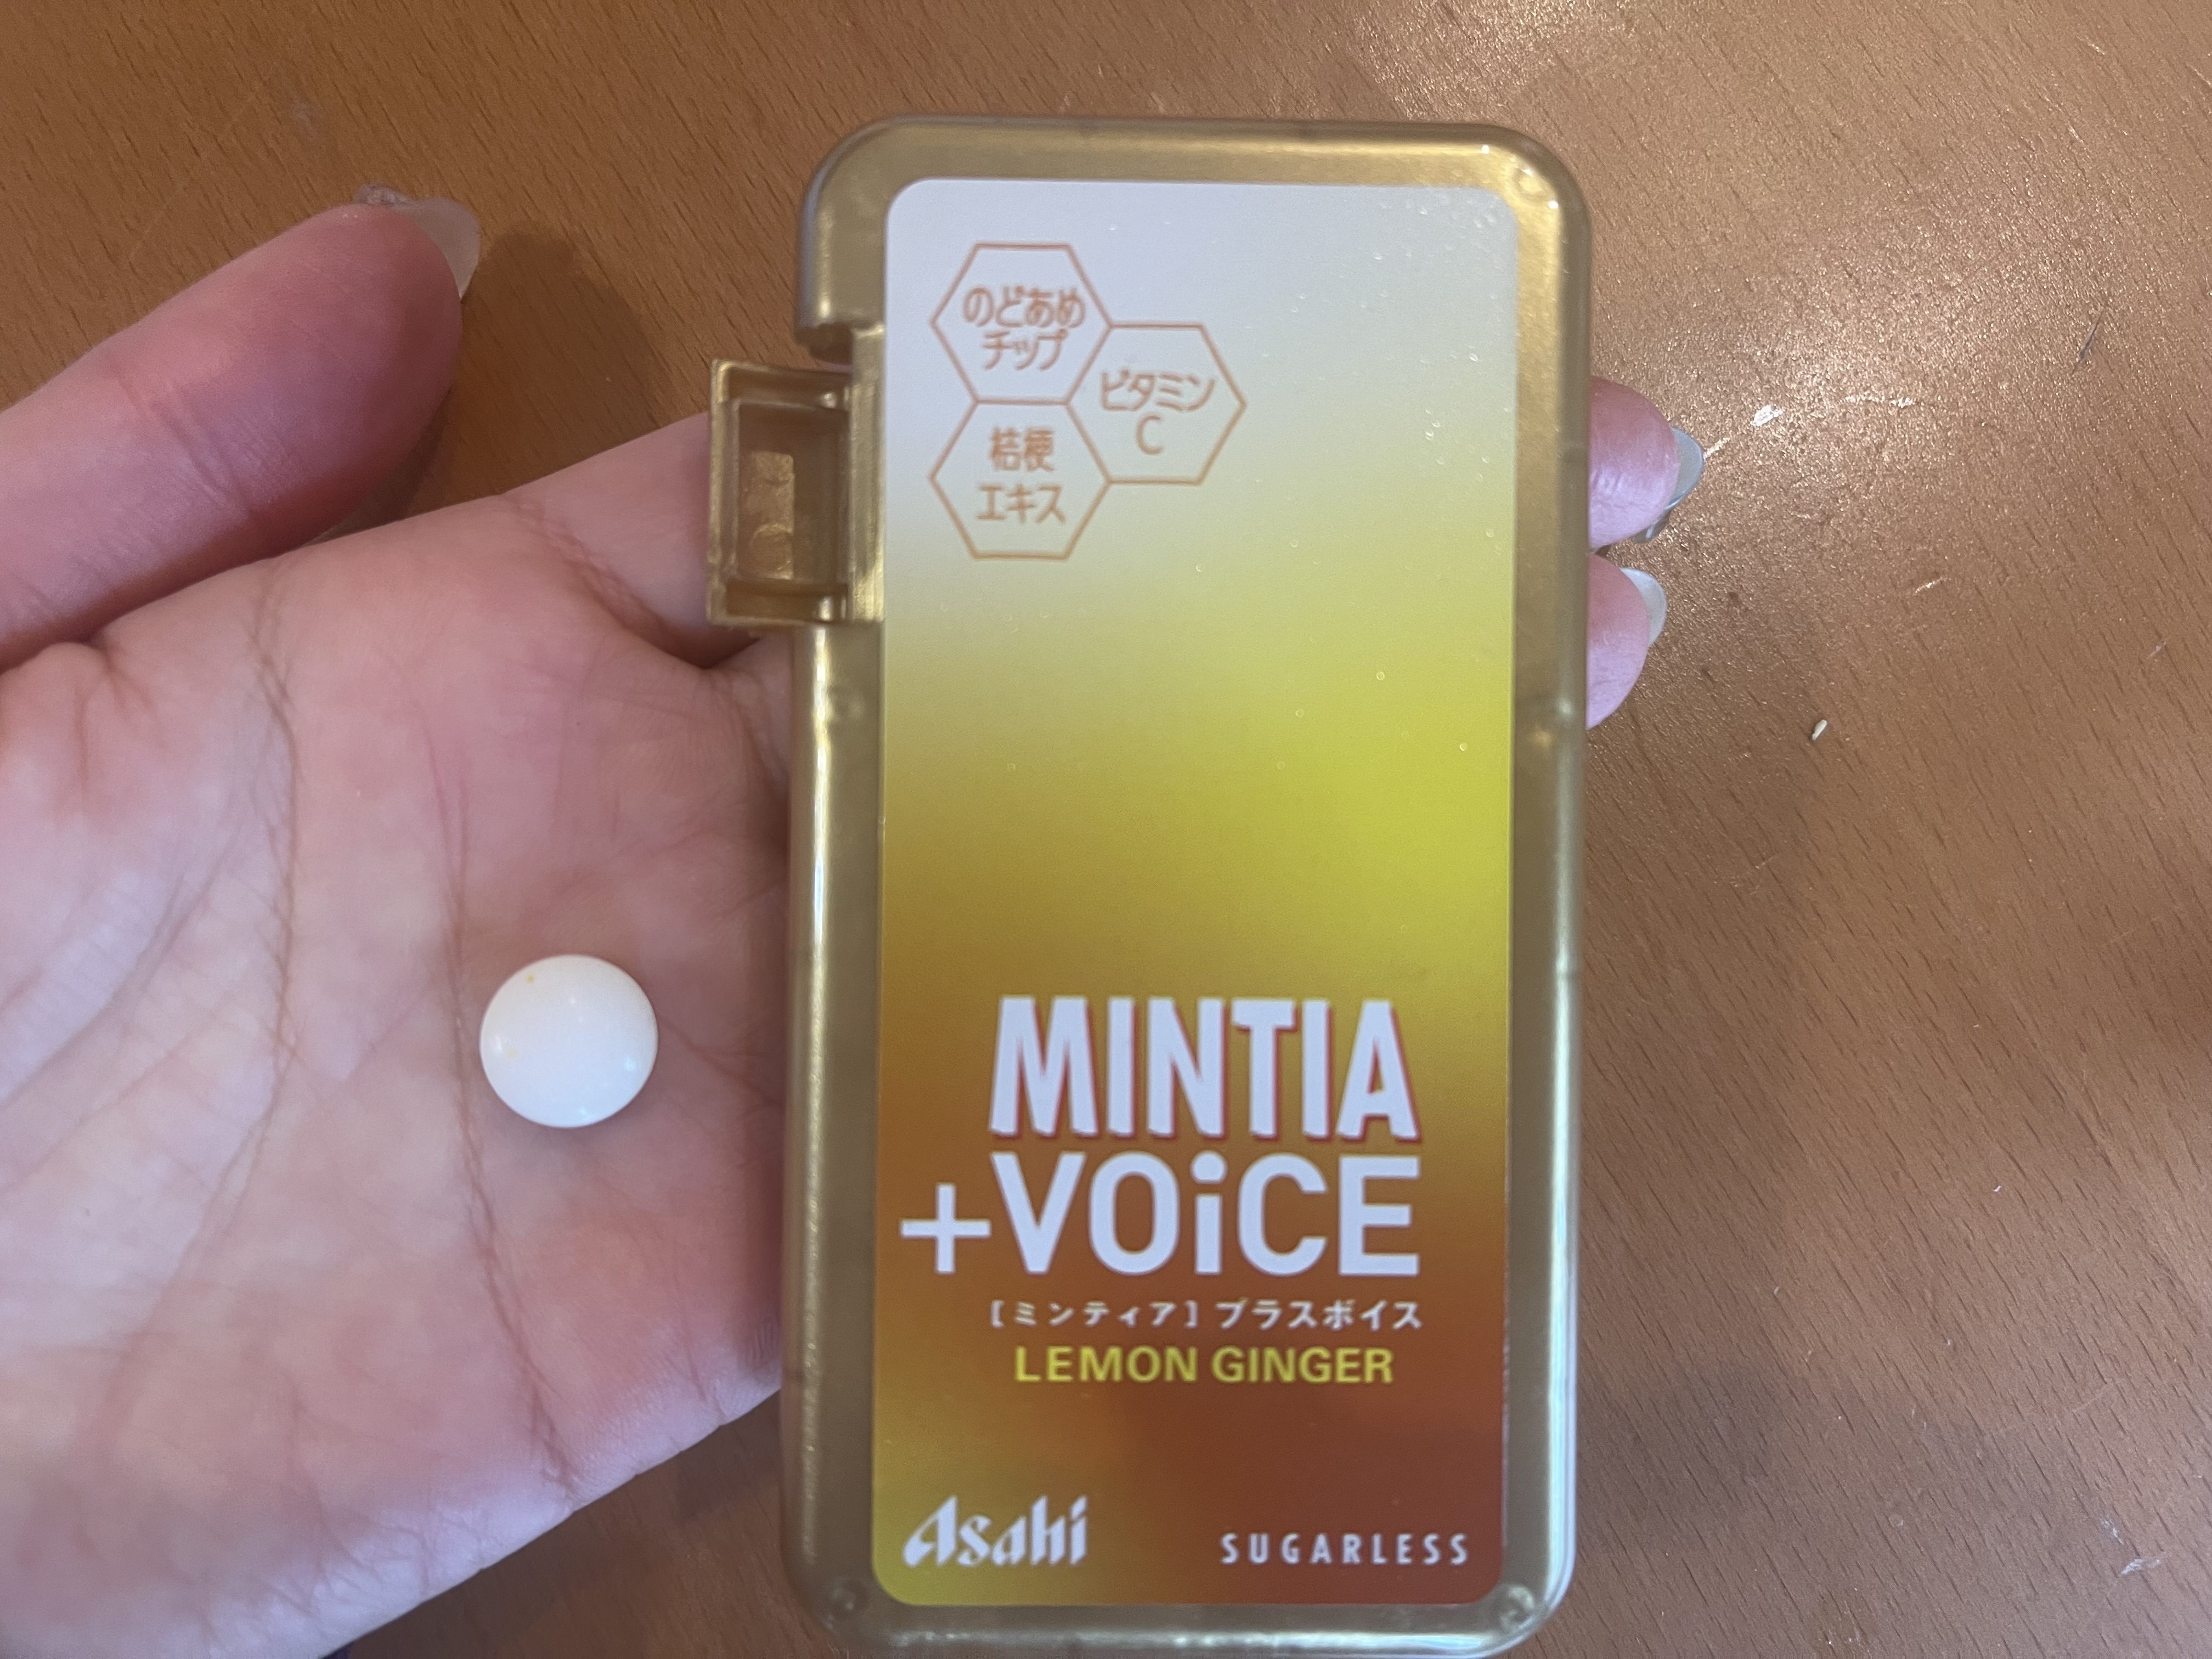 のどあめ
チップ
ビタミン
C
桔梗
エキス
MINTIA
+VOiCE
[ミンティア] プラスボイス
LEMON GINGER
Asahi
SUGARLESS